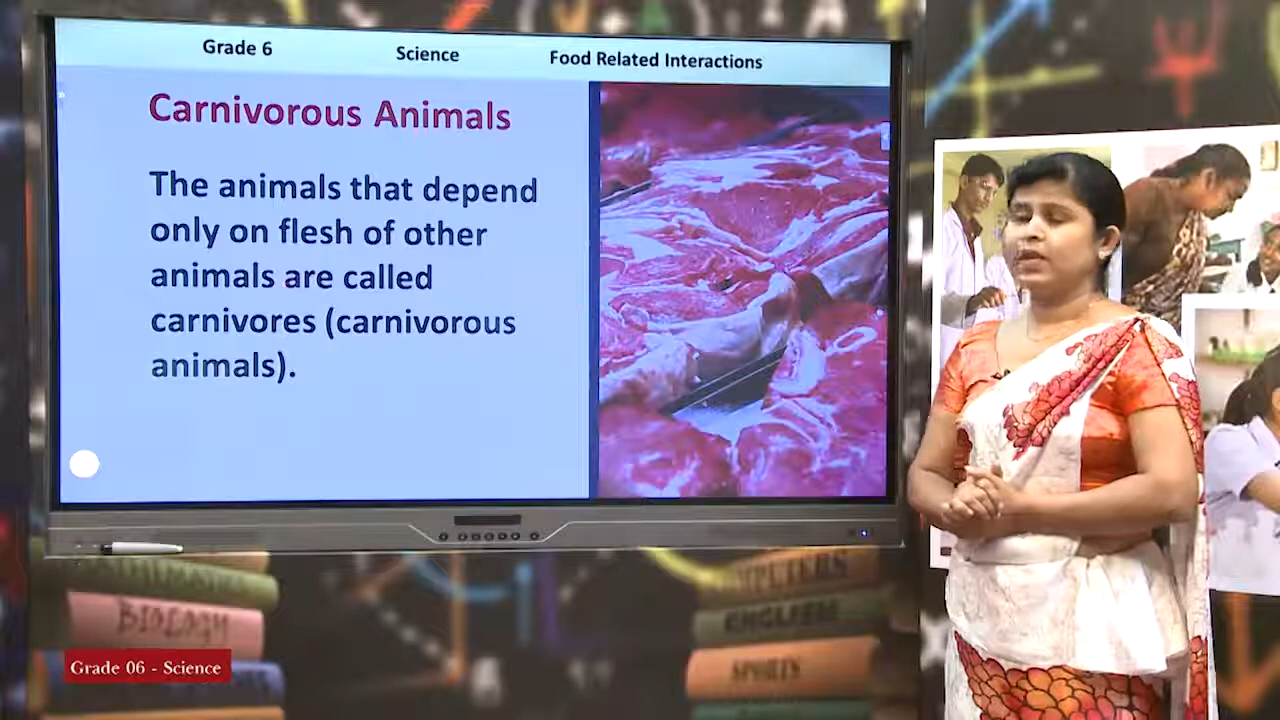 Grade 6 Science Food Related Interactions
Carnivorous Animals
The animals that depend
only on flesh of other
animals are called
carnivores (carnivorous
animals).
BIOLOGY
ENGLISH
SPORTS
Grade 06 - Science